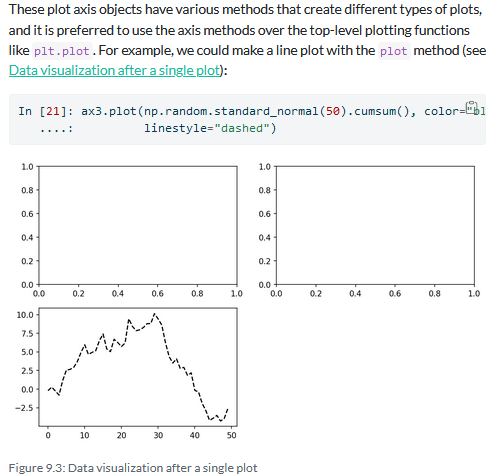 These plot axis objects have various methods that create different types of plots,
and it is preferred to use the axis methods over the top-level plotting functions
like plt.plot. For example, we could make a line plot with the plot method (see
Data visualization after a single plot):
In [21]: ax3.plot(np.random.standard_normal(50).cumsum(), color=
....: linestyle="dashed")
1.0
0.8
0.6
0.4
0.2
0.0
0.0 0.2 0.4 0.6 0.8 1.0
1.0
0.8
0.6
0.4
0.2
0.0
0.0 0.2 0.4 0.6 0.8 1.0
10.0
7.5
5.0
2.5
0.0
−2.5
0 10 20 30 40 50
Figure 9.3: Data visualization after a single plot